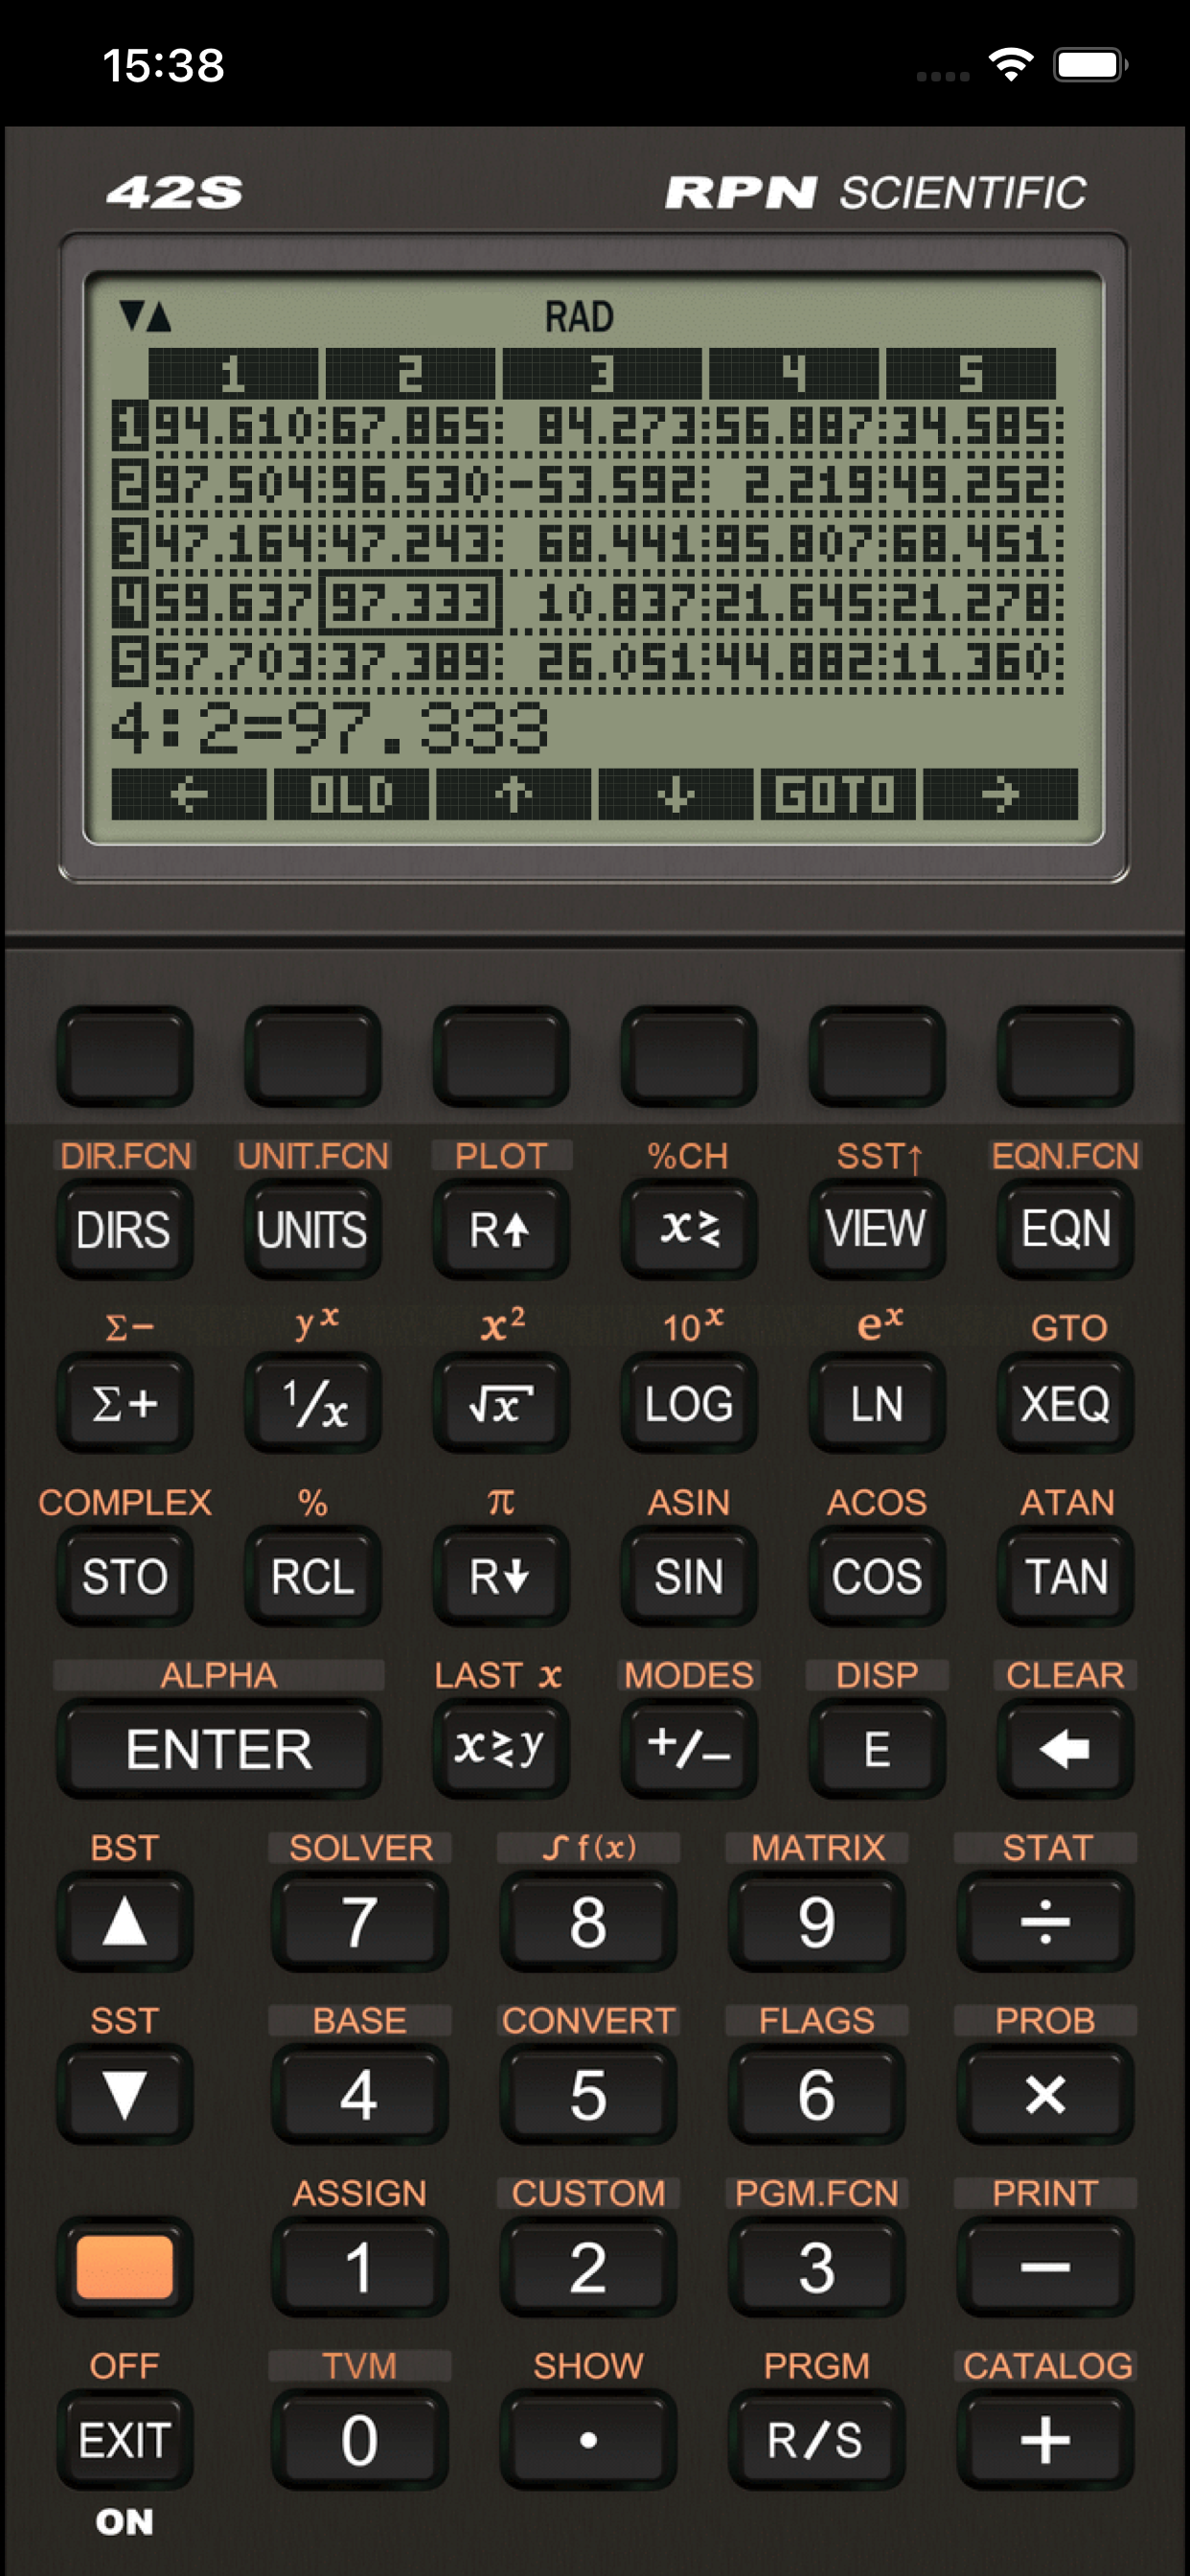 15:38
42S RPN SCIENTIFIC
▼▲ RAD
1 2 3 4 5
1 94.610 67.865 84.273 56.887 34.585
2 97.504 96.530 -53.592 2.219 49.252
3 47.164 47.243 68.441 95.807 68.451
4 59.637 97.333 10.837 21.645 21.278
5 57.703 37.389 26.051 44.882 11.360
4:2=97.333
← OLD ↑ ↓ GOTO →
DIR.FCN UNIT.FCN PLOT %CH SST↑ EQN.FCN
DIRS UNITS R↑ x≷ VIEW EQN
Σ− yˣ x² 10ˣ eˣ GTO
Σ+ 1/x √x LOG LN XEQ
COMPLEX % π ASIN ACOS ATAN
STO RCL R↓ SIN COS TAN
ALPHA LAST x MODES DISP CLEAR
ENTER x≷y +/− E ←
BST SOLVER ∫f(x) MATRIX STAT
▲ 7 8 9 ÷
SST BASE CONVERT FLAGS PROB
▼ 4 5 6 ×
ASSIGN CUSTOM PGM.FCN PRINT
1 2 3 −
OFF TVM SHOW PRGM CATALOG
EXIT 0 . R/S +
ON